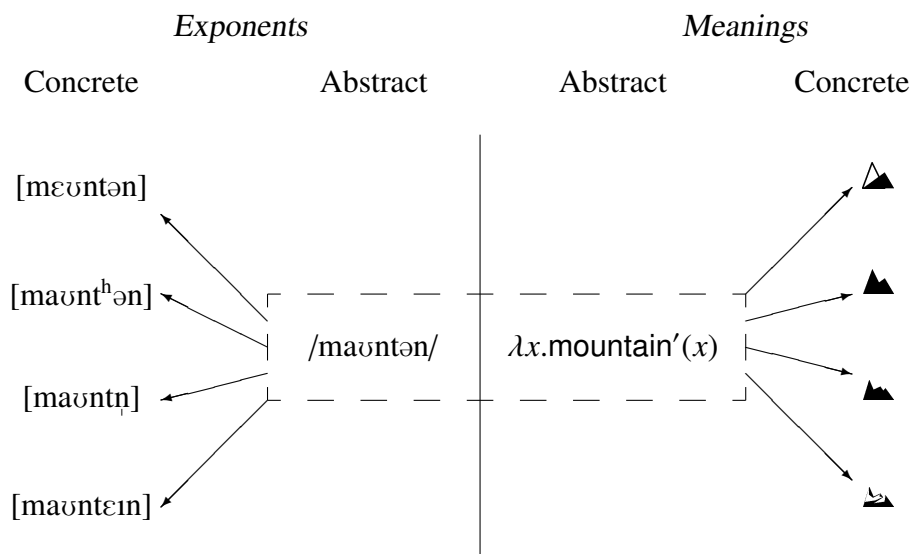 Exponents Meanings
Concrete Abstract Abstract Concrete
[mɛʊntən]
[maʊntʰən]
/maʊntən/ λx.mountain′(x)
[maʊntn̩]
[maʊntɛɪn]